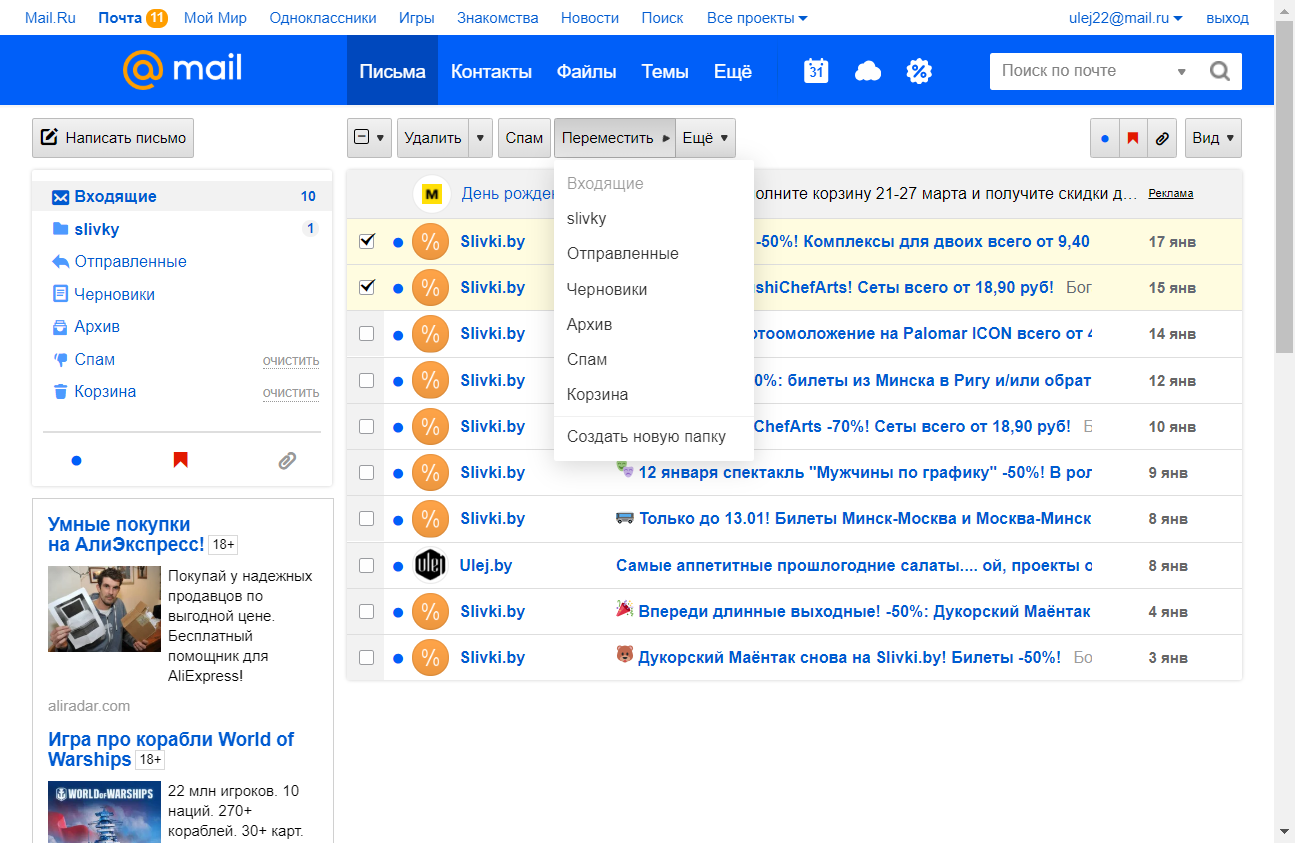 Mail.Ru Почта 11 Мой Мир Одноклассники Игры Знакомства Новости Поиск Все проекты ulej22@mail.ru выход
@mail Письма Контакты Файлы Темы Ещё 31 % Поиск по почте
Написать письмо Удалить Спам Переместить Ещё Вид
Входящие 10
slivky 1
Отправленные
Черновики
Архив
Спам очистить
Корзина очистить
Входящие
slivky
Отправленные
Черновики
Архив
Спам
Корзина
Создать новую папку
День рожден олните корзину 21-27 марта и получите скидки д… Реклама
% Slivki.by -50%! Комплексы для двоих всего от 9,40 17 янв
% Slivki.by shiChefArts! Сеты всего от 18,90 руб! Бог 15 янв
% Slivki.by отоомоложение на Palomar ICON всего от 4 14 янв
% Slivki.by 0%: билеты из Минска в Ригу и/или обрат 12 янв
% Slivki.by ChefArts -70%! Сеты всего от 18,90 руб! Б 10 янв
% Slivki.by 12 января спектакль "Мужчины по графику" -50%! В рол 9 янв
% Slivki.by Только до 13.01! Билеты Минск-Москва и Москва-Минск 8 янв
ulej Ulej.by Самые аппетитные прошлогодние салаты.... ой, проекты о 8 янв
% Slivki.by Впереди длинные выходные! -50%: Дукорский Маёнтак 4 янв
% Slivki.by Дукорский Маёнтак снова на Slivki.by! Билеты -50%! Бо 3 янв
Умные покупки
на АлиЭкспресс! 18+
Покупай у надежных
продавцов по
выгодной цене.
Бесплатный
помощник для
AliExpress!
aliradar.com
Игра про корабли World of
Warships 18+
WORLD OF WARSHIPS
22 млн игроков. 10
наций. 270+
кораблей. 30+ карт.